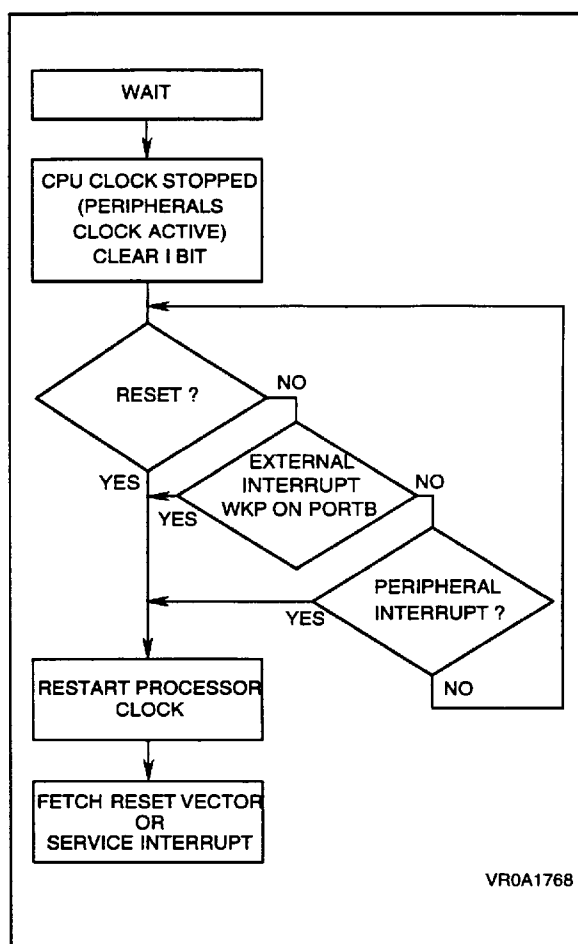 WAIT
CPU CLOCK STOPPED
(PERIPHERALS
CLOCK ACTIVE)
CLEAR I BIT
RESET ?
NO
YES
EXTERNAL
INTERRUPT
WKP ON PORTB
NO
YES
PERIPHERAL
INTERRUPT ?
YES
NO
RESTART PROCESSOR
CLOCK
FETCH RESET VECTOR
OR
SERVICE INTERRUPT
VR0A1768